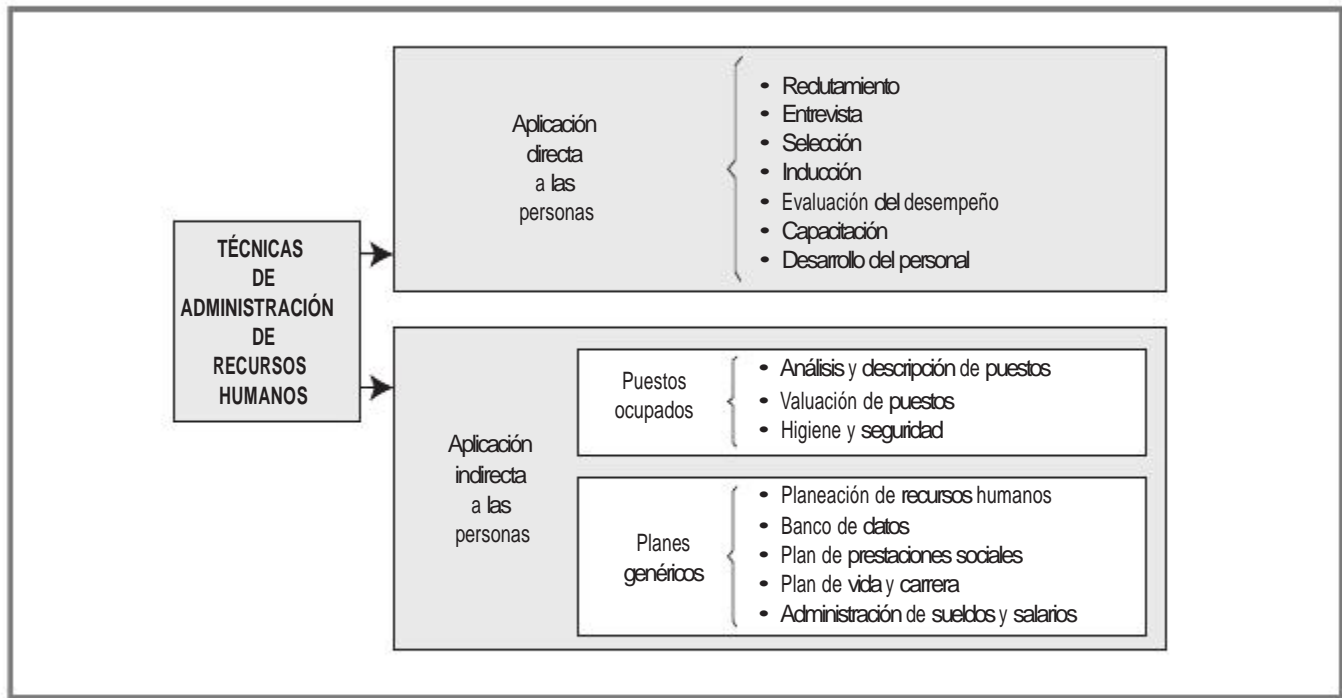 TÉCNICAS
DE
ADMINISTRACIÓN
DE
RECURSOS
HUMANOS
Aplicación
directa
a las
personas
• Reclutamiento
• Entrevista
• Selección
• Inducción
• Evaluación del desempeño
• Capacitación
• Desarrollo del personal
Aplicación
indirecta
a las
personas
Puestos
ocupados
• Análisis y descripción de puestos
• Valuación de puestos
• Higiene y seguridad
Planes
genéricos
• Planeación de recursos humanos
• Banco de datos
• Plan de prestaciones sociales
• Plan de vida y carrera
• Administración de sueldos y salarios